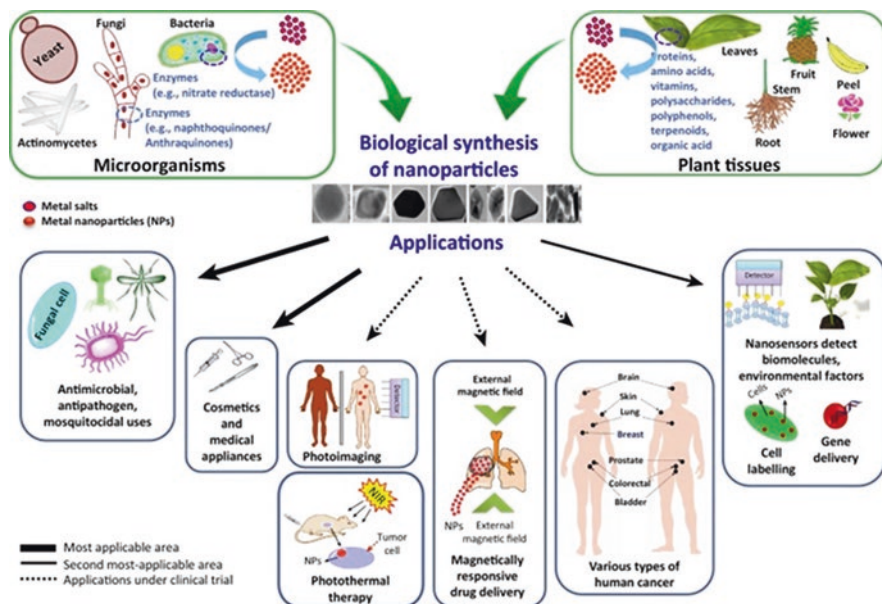 Yeast
Fungi
Bacteria
Enzymes
(e.g., nitrate reductase)
Enzymes
(e.g., naphthoquinones/
Anthraquinones)
Actinomycetes
Microorganisms
Biological synthesis
of nanoparticles
Leaves
Proteins,
amino acids,
vitamins,
polysaccharides,
polyphenols,
terpenoids,
organic acid
Stem
Root
Fruit
Peel
Flower
Plant tissues
Metal salts
Metal nanoparticles (NPs)
Applications
Fungal cell
Antimicrobial,
antipathogen,
mosquitocidal uses
Cosmetics
and
medical
appliances
Detector
Photoimaging
NIR
Tumor
cell
NPs
Photothermal
therapy
External
magnetic field
NPs
External
magnetic field
Magnetically
responsive
drug delivery
Brain
Skin
Lung
Breast
Prostate
Colorectal
Bladder
Various types of
human cancer
Detector
Nanosensors detect
biomolecules,
environmental factors
Cells
NPs
Cell
labelling
Gene
delivery
Most applicable area
Second most-applicable area
Applications under clinical trial